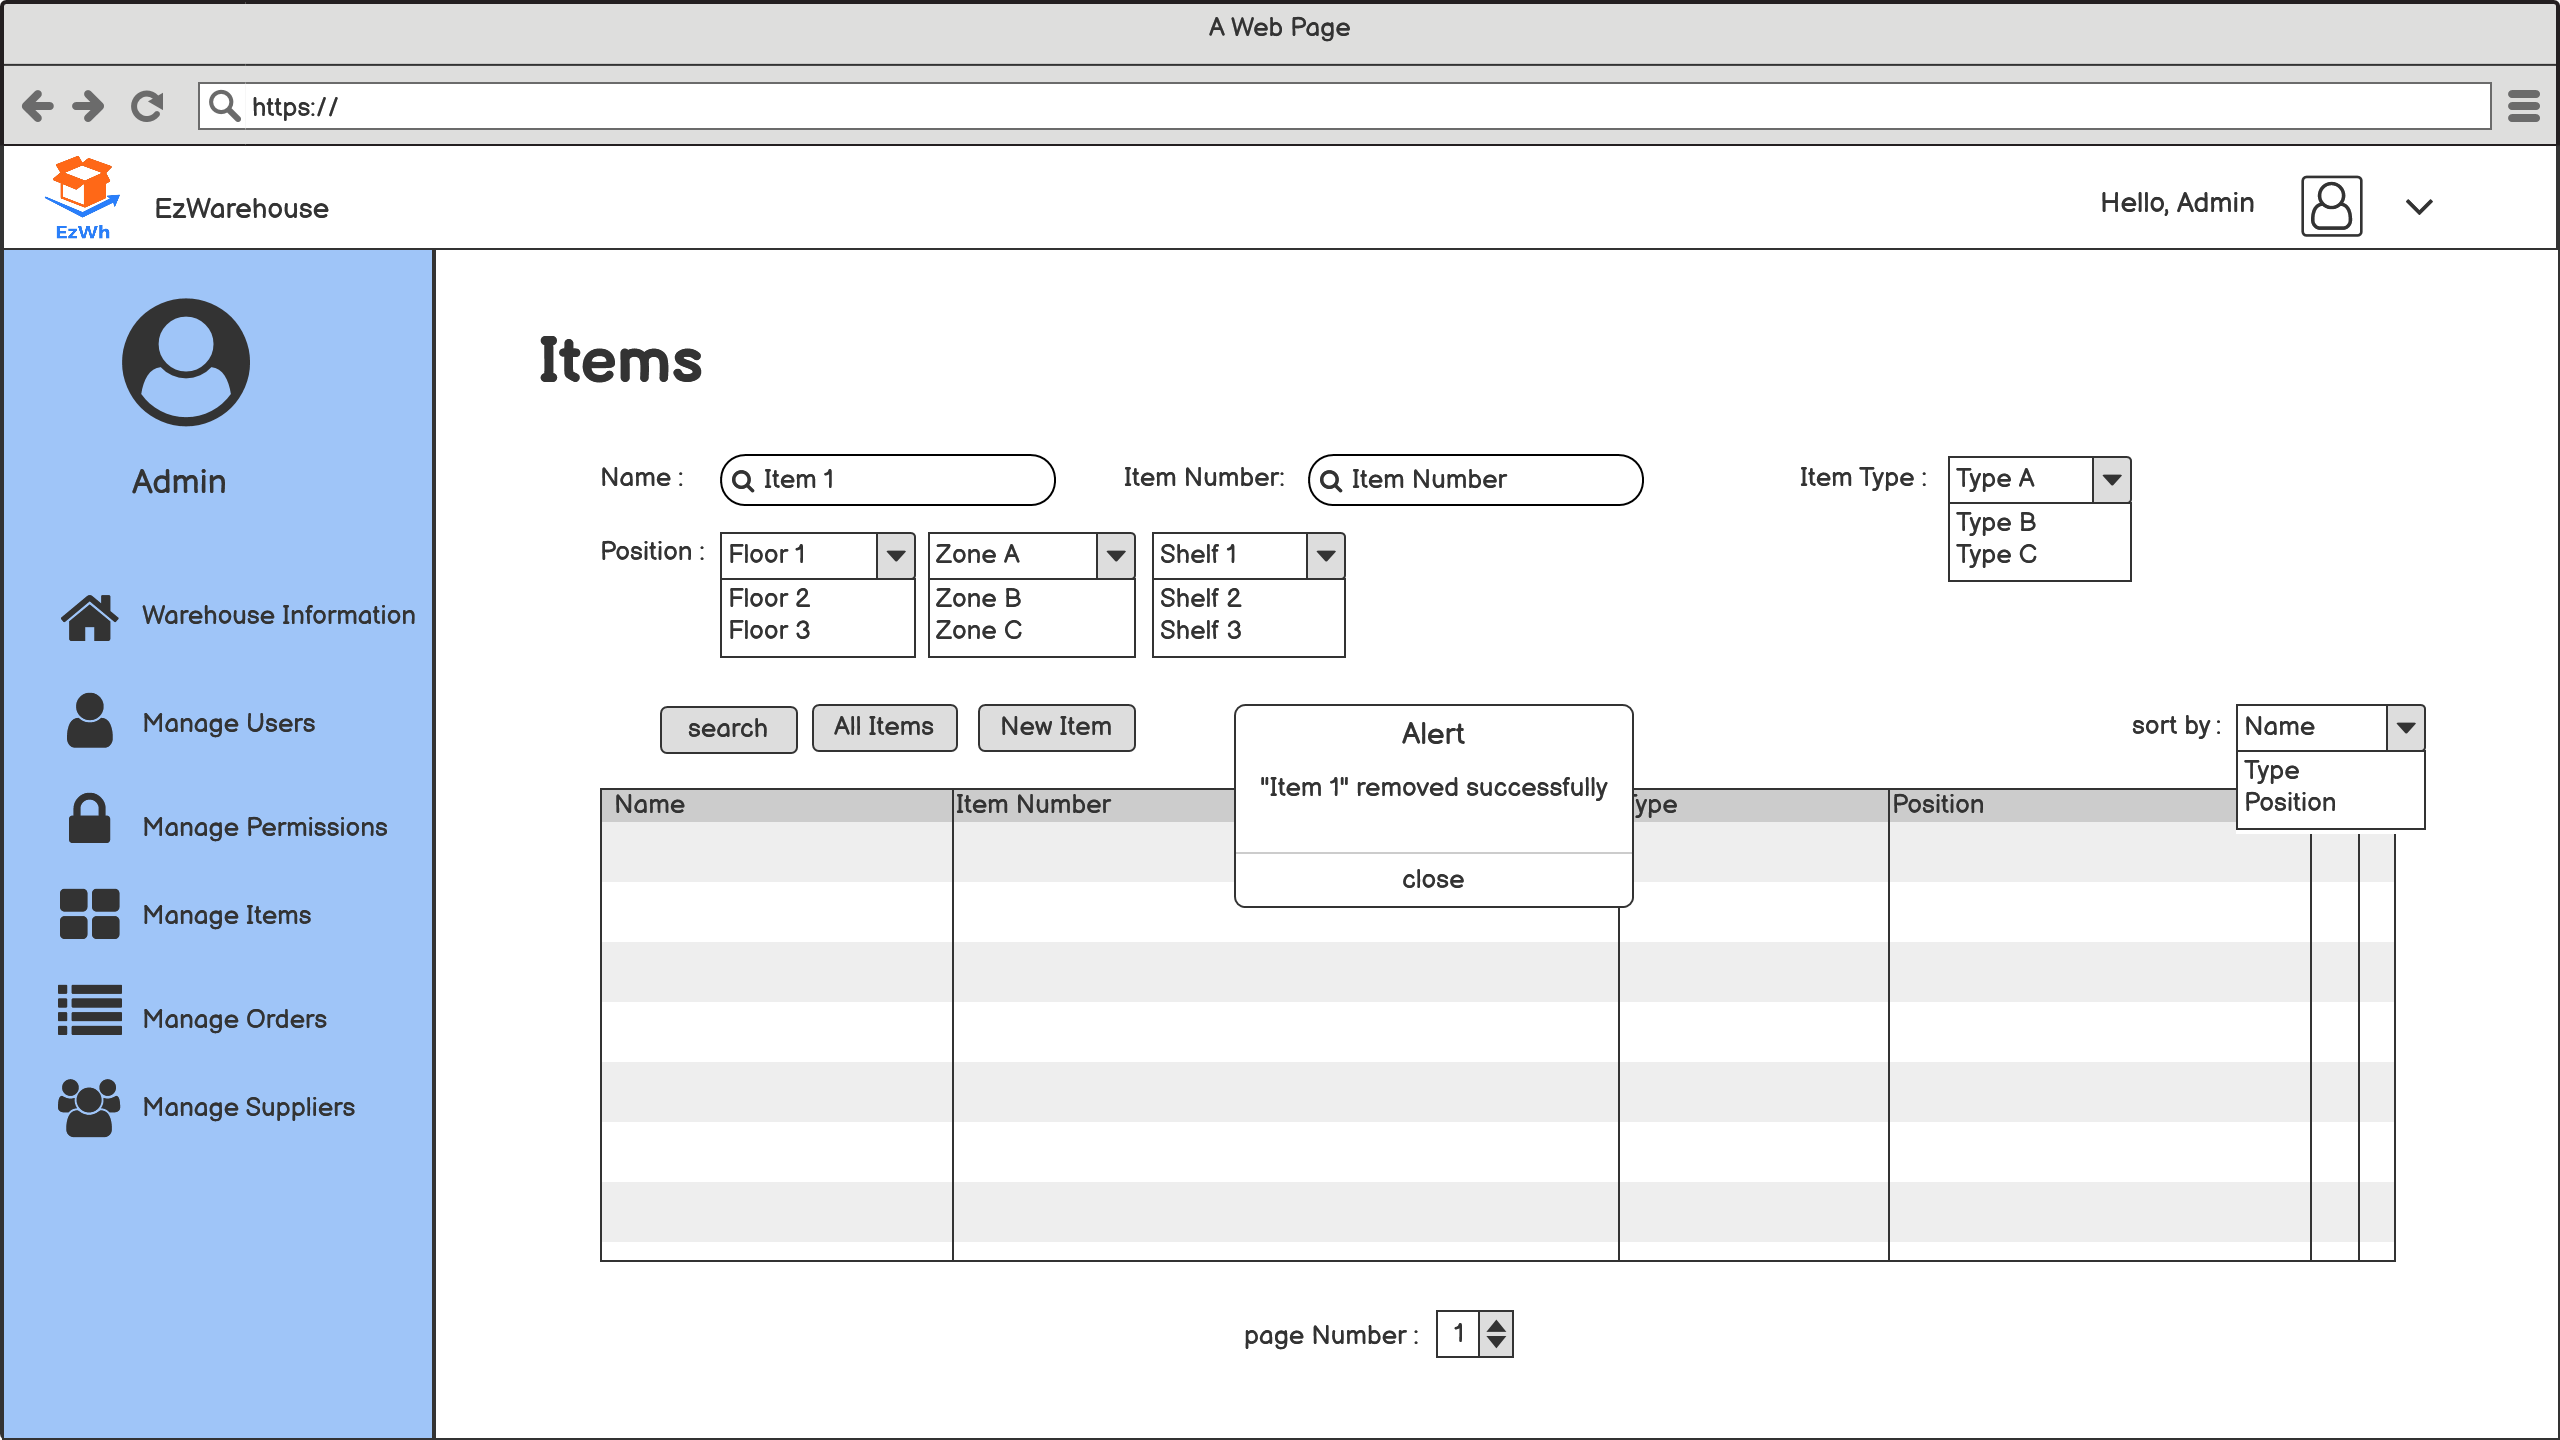 A Web Page
https://
EzWh
EzWarehouse
Hello, Admin
Admin
Warehouse Information
Manage Users
Manage Permissions
Manage Items
Manage Orders
Manage Suppliers
Items
Name :
Item 1
Item Number:
Item Number
Item Type :
Type A
Type B
Type C
Position :
Floor 1
Floor 2
Floor 3
Zone A
Zone B
Zone C
Shelf 1
Shelf 2
Shelf 3
search
All Items
New Item
sort by :
Name
Type
Position
Alert
"Item 1" removed successfully
close
Name
Item Number
Type
Position
page Number :
1